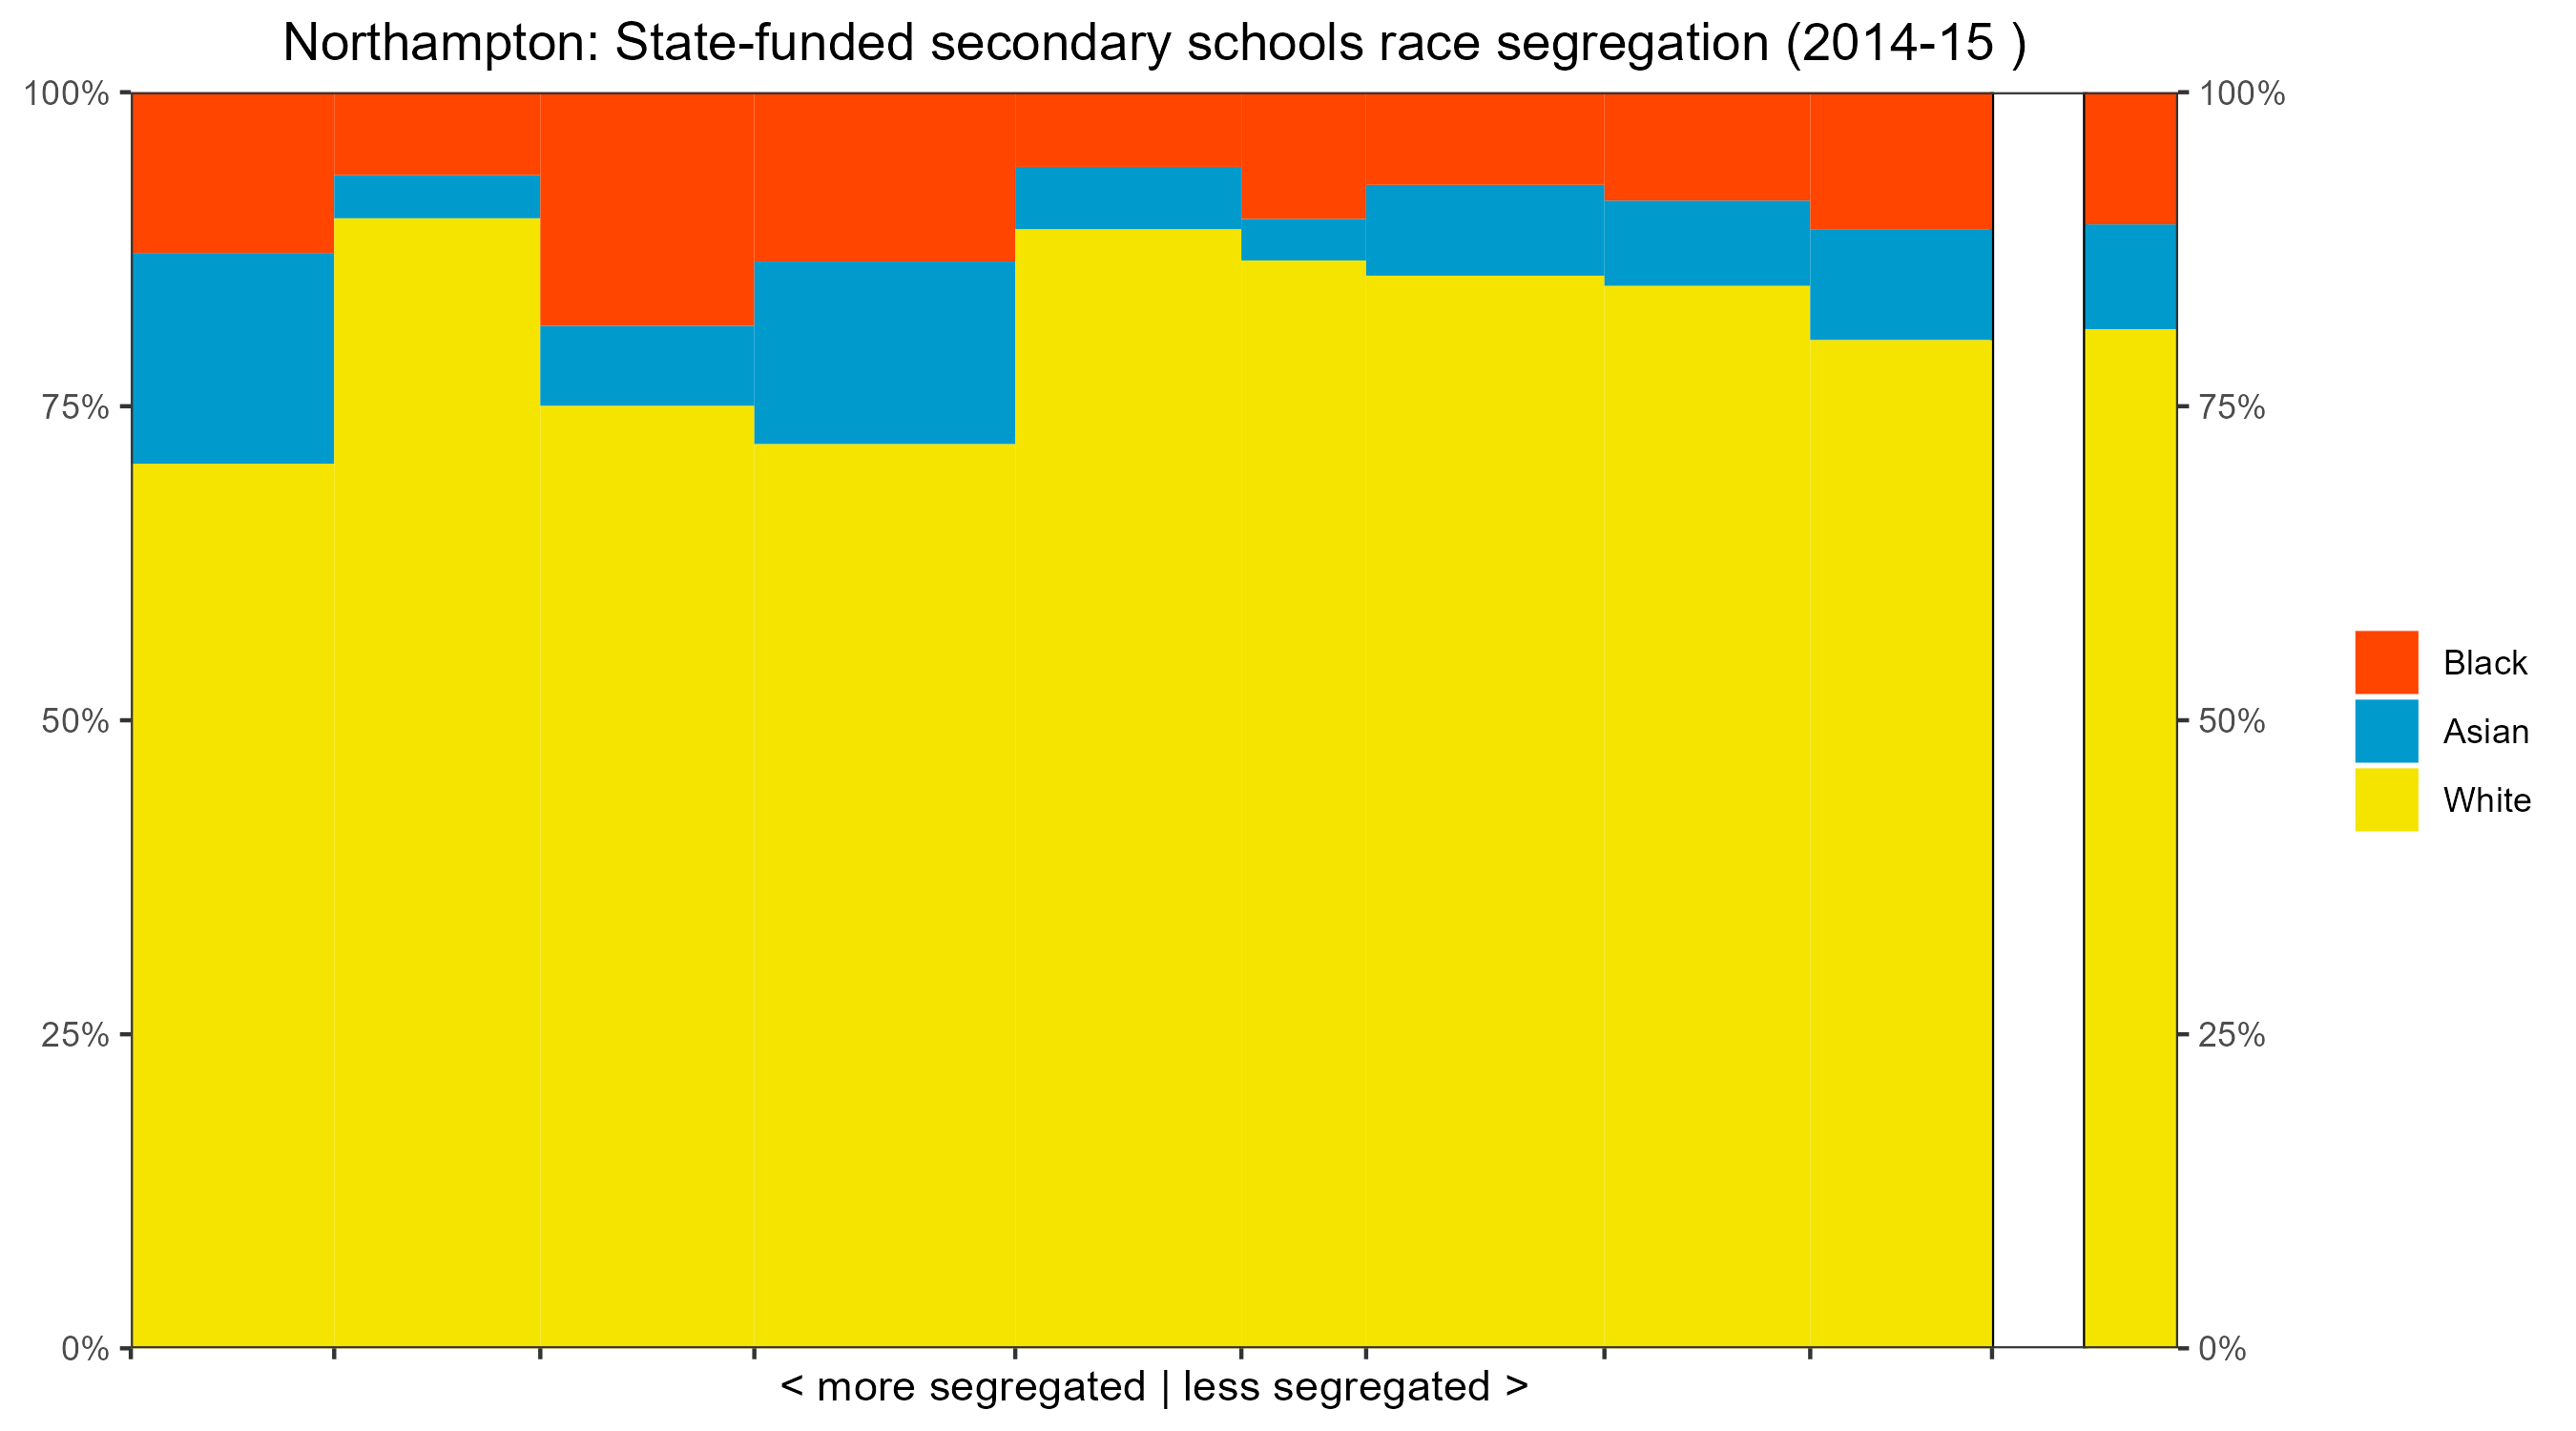 Northampton: State-funded secondary schools race segregation (2014-15 )
100%
75%
50%
25%
0%
100%
75%
50%
25%
0%
Black
Asian
White
< more segregated | less segregated >